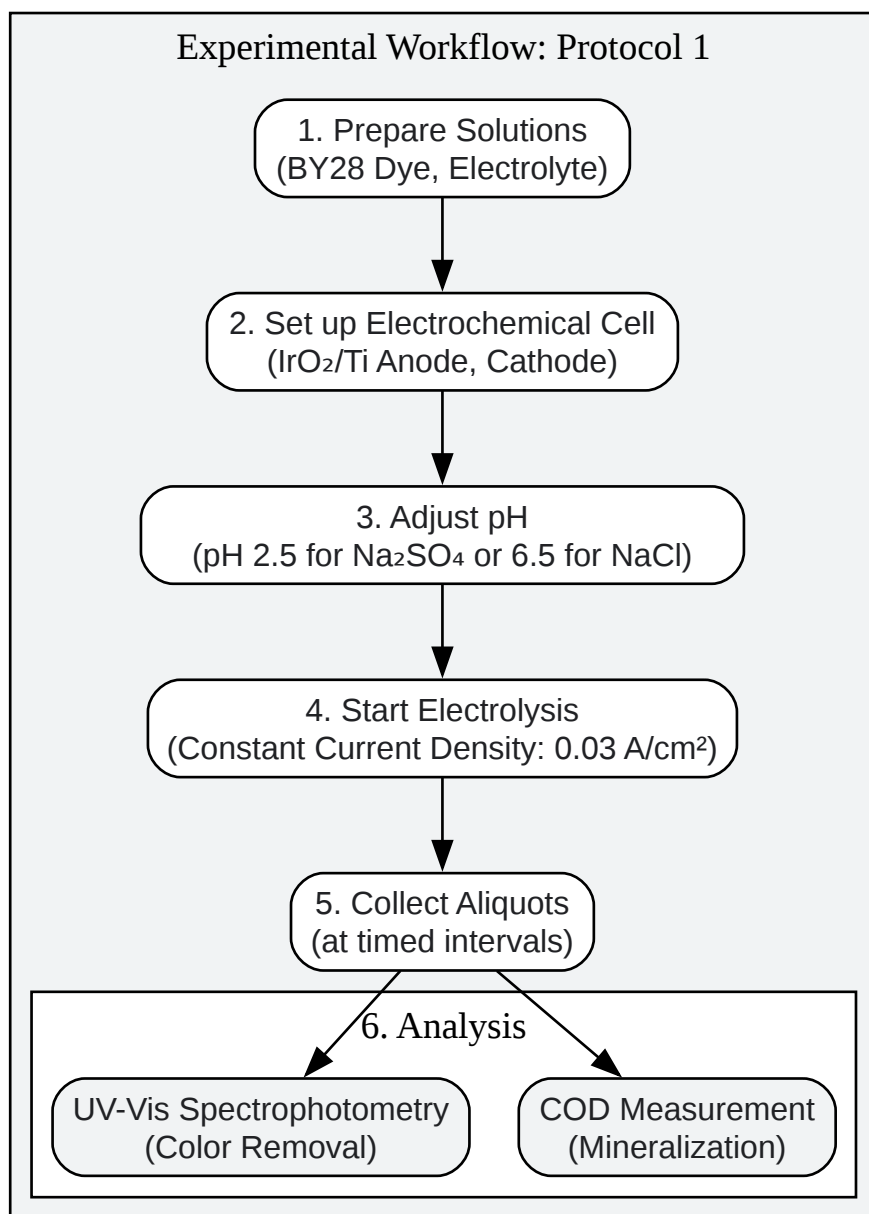 Experimental Workflow: Protocol 1
1. Prepare Solutions
(BY28 Dye, Electrolyte)
2. Set up Electrochemical Cell
(IrO₂/Ti Anode, Cathode)
3. Adjust pH
(pH 2.5 for Na₂SO₄ or 6.5 for NaCl)
4. Start Electrolysis
(Constant Current Density: 0.03 A/cm²)
5. Collect Aliquots
(at timed intervals)
6. Analysis
UV-Vis Spectrophotometry
(Color Removal)
COD Measurement
(Mineralization)